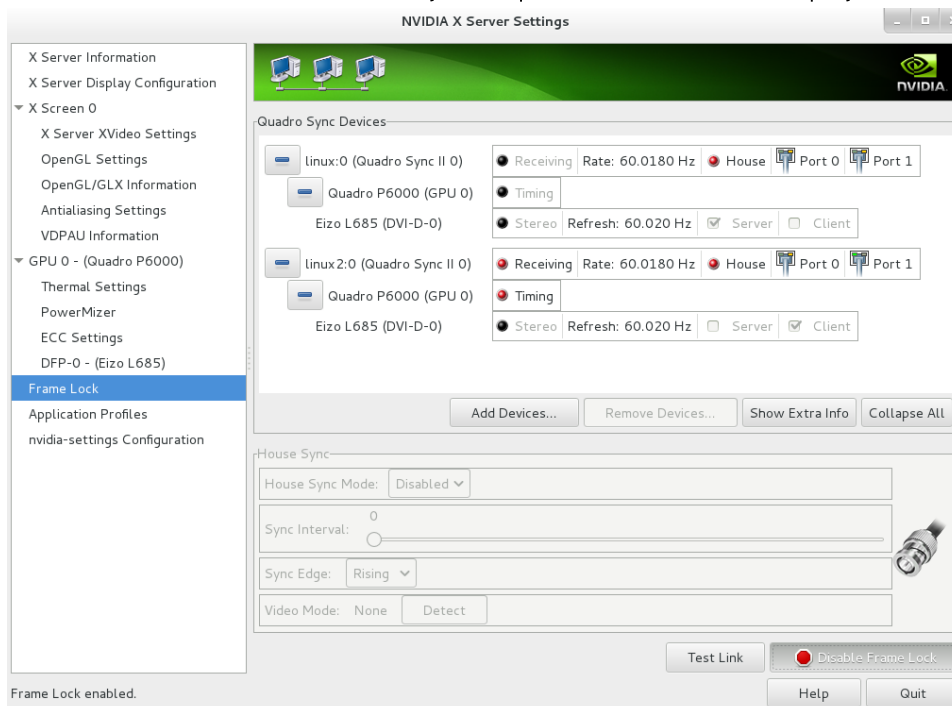 NVIDIA X Server Settings
X Server Information
X Server Display Configuration
X Screen 0
X Server XVideo Settings
OpenGL Settings
OpenGL/GLX Information
Antialiasing Settings
VDPAU Information
GPU 0 - (Quadro P6000)
Thermal Settings
PowerMizer
ECC Settings
DFP-0 - (Eizo L685)
Frame Lock
Application Profiles
nvidia-settings Configuration
NVIDIA.
Quadro Sync Devices
linux:0 (Quadro Sync II 0) Receiving Rate: 60.0180 Hz House Port 0 Port 1
Quadro P6000 (GPU 0) Timing
Eizo L685 (DVI-D-0) Stereo Refresh: 60.020 Hz Server Client
linux2:0 (Quadro Sync II 0) Receiving Rate: 60.0180 Hz House Port 0 Port 1
Quadro P6000 (GPU 0) Timing
Eizo L685 (DVI-D-0) Stereo Refresh: 60.020 Hz Server Client
Add Devices... Remove Devices... Show Extra Info Collapse All
House Sync
House Sync Mode: Disabled
Sync Interval: 0
Sync Edge: Rising
Video Mode: None Detect
Test Link Disable Frame Lock
Frame Lock enabled. Help Quit